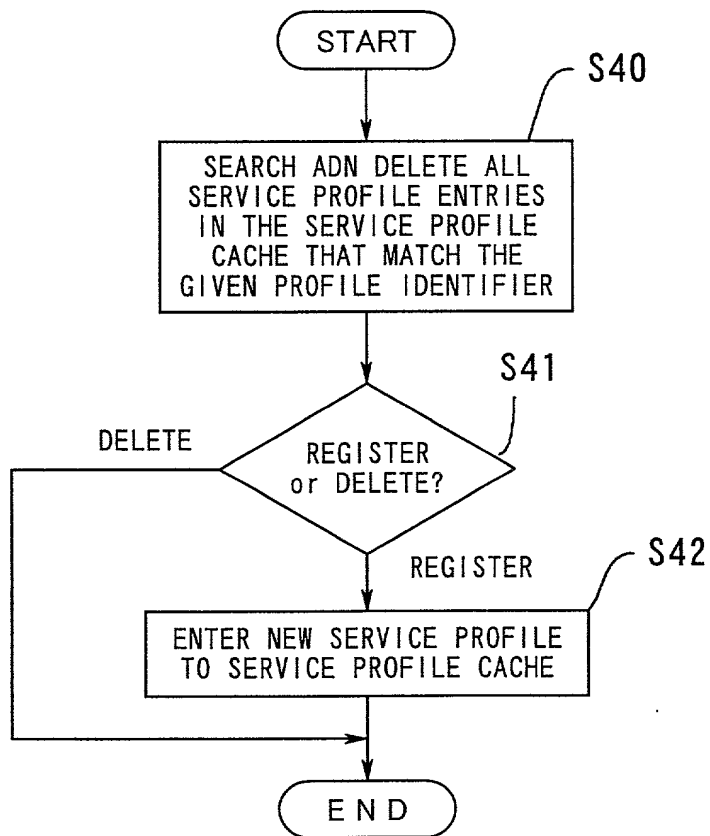 START
S40
SEARCH ADN DELETE ALL
SERVICE PROFILE ENTRIES
IN THE SERVICE PROFILE
CACHE THAT MATCH THE
GIVEN PROFILE IDENTIFIER
S41
DELETE
REGISTER
or DELETE?
REGISTER
S42
ENTER NEW SERVICE PROFILE
TO SERVICE PROFILE CACHE
END